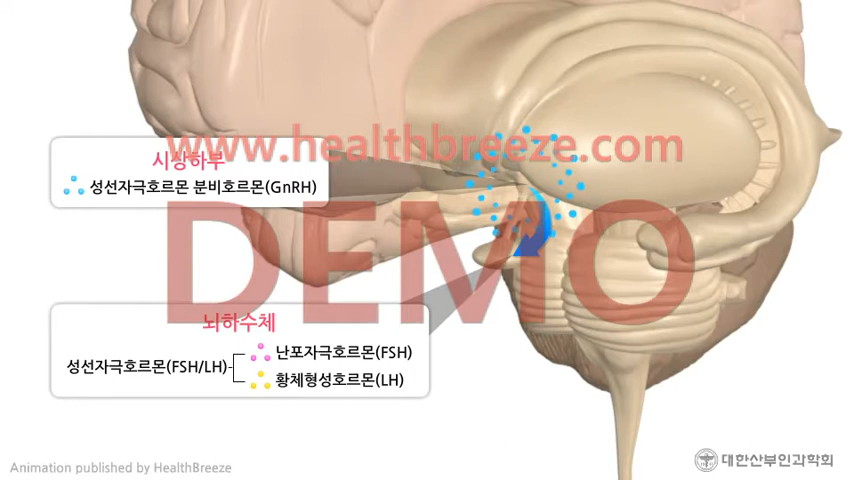 www.healthbreeze.com
시상하부
성선자극호르몬 분비호르몬(GnRH)
DEMO
뇌하수체
난포자극호르몬(FSH)
성선자극호르몬(FSH/LH)
황체형성호르몬(LH)
Animation published by HealthBreeze
대한산부인과학회